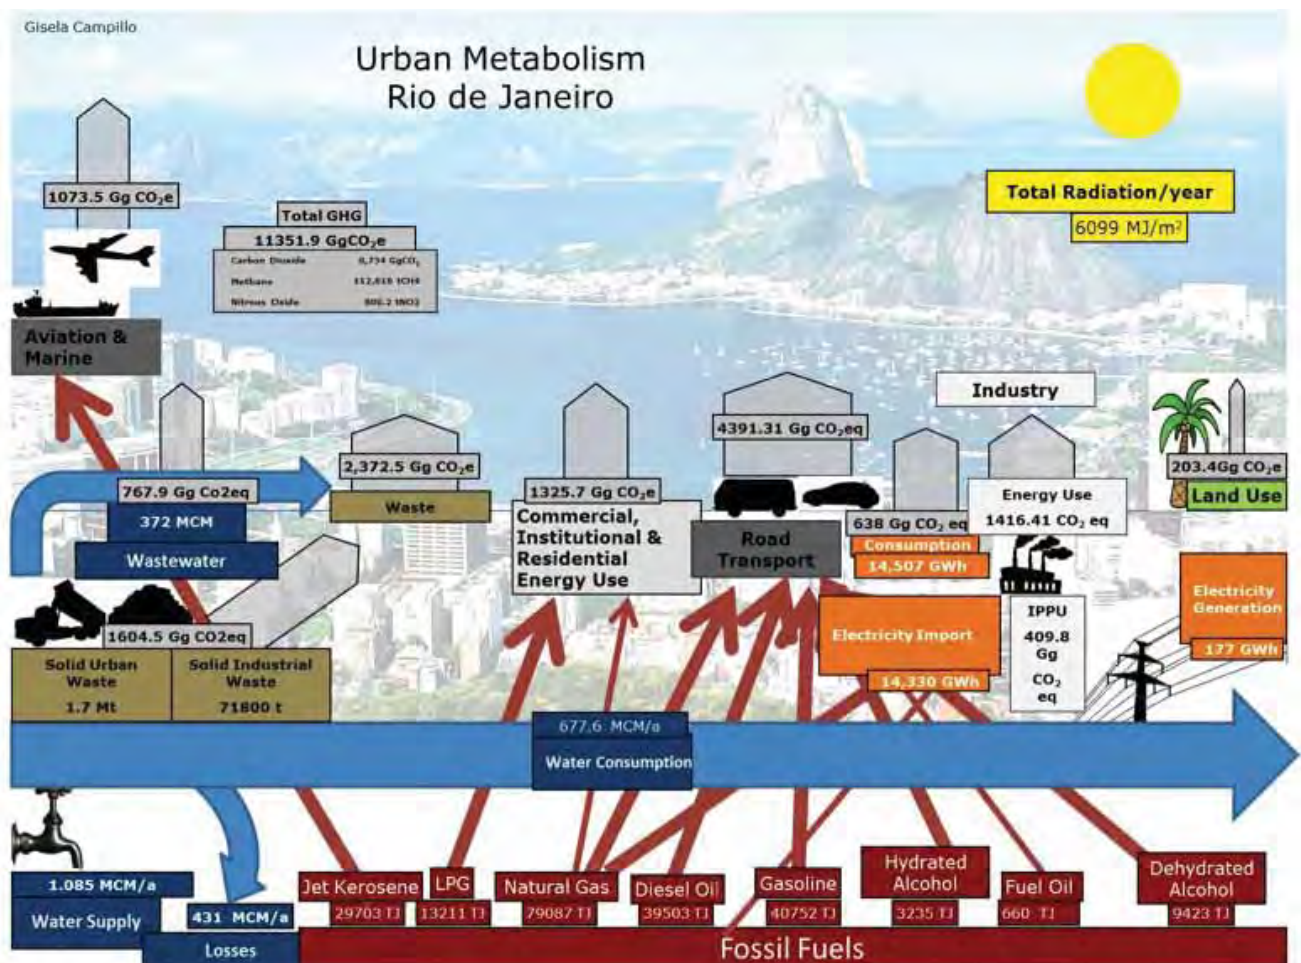 Gisela Campillo
Urban Metabolism
Rio de Janeiro
1073.5 Gg CO₂e
Total GHG
11351.9 GgCO₂e
Carbon Dioxide
Methane
Nitrous Oxide
Total Radiation/year
6099 MJ/m²
Aviation &
Marine
Industry
4391.31 Gg CO₂eq
2,372.5 Gg CO₂e
Waste
767.9 Gg Co2eq
372 MCM
Wastewater
1325.7 Gg CO₂e
Commercial,
Institutional &
Residential
Energy Use
Road
Transport
638 Gg CO₂ eq
Consumption
14,507 GWh
Energy Use
1416.41 CO₂ eq
203.4Gg CO₂e
Land Use
1604.5 Gg CO2eq
Solid Urban
Waste
1.7 Mt
Solid Industrial
Waste
71800 t
Electricity Import
14,330 GWh
IPPU
409.8
Gg
CO₂
eq
Electricity
Generation
177 GWh
677.6 MCM/a
Water Consumption
1.085 MCM/a
Water Supply
431 MCM/a
Losses
Jet Kerosene
29703 TJ
LPG
13211 TJ
Natural Gas
79087 TJ
Diesel Oil
39503 TJ
Gasoline
40752 TJ
Hydrated
Alcohol
3235 TJ
Fuel Oil
660 TJ
Dehydrated
Alcohol
9423 TJ
Fossil Fuels